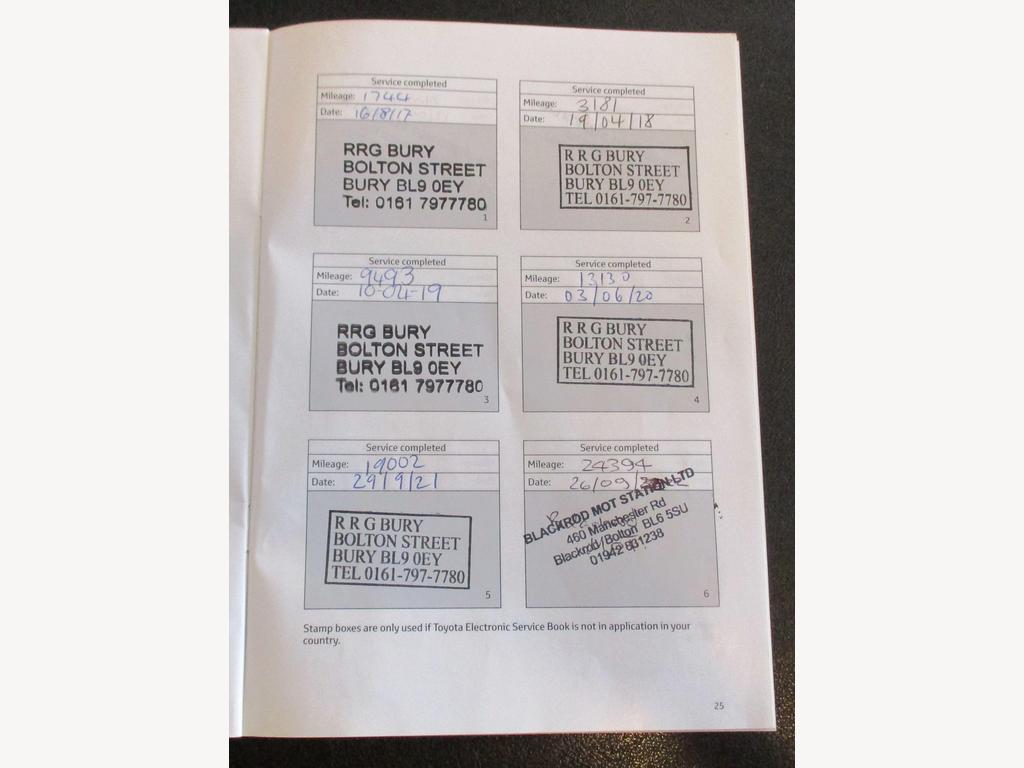 Service completed
Mileage: 1744
Date: 16/8/17
RRG BURY
BOLTON STREET
BURY BL9 0EY
Tel: 0161 7977780
1
Service completed
Mileage: 3181
Date: 19/04/18
R R G BURY
BOLTON STREET
BURY BL9 0EY
TEL 0161-797-7780
2
Service completed
Mileage: 9493
Date: 10-04-19
RRG BURY
BOLTON STREET
BURY BL9 0EY
Tel: 0161 7977780
3
Service completed
Mileage: 13130
Date: 03/06/20
R R G BURY
BOLTON STREET
BURY BL9 0EY
TEL 0161-797-7780
4
Service completed
Mileage: 19002
Date: 29/9/21
R R G BURY
BOLTON STREET
BURY BL9 0EY
TEL 0161-797-7780
5
Service completed
Mileage: 24394
Date: 26/09/
BLACKROD MOT STATION LTD
460 Manchester Rd
Blackrod/Bolton BL6 5SU
01942 831238
6
Stamp boxes are only used if Toyota Electronic Service Book is not in application in your
country.
25